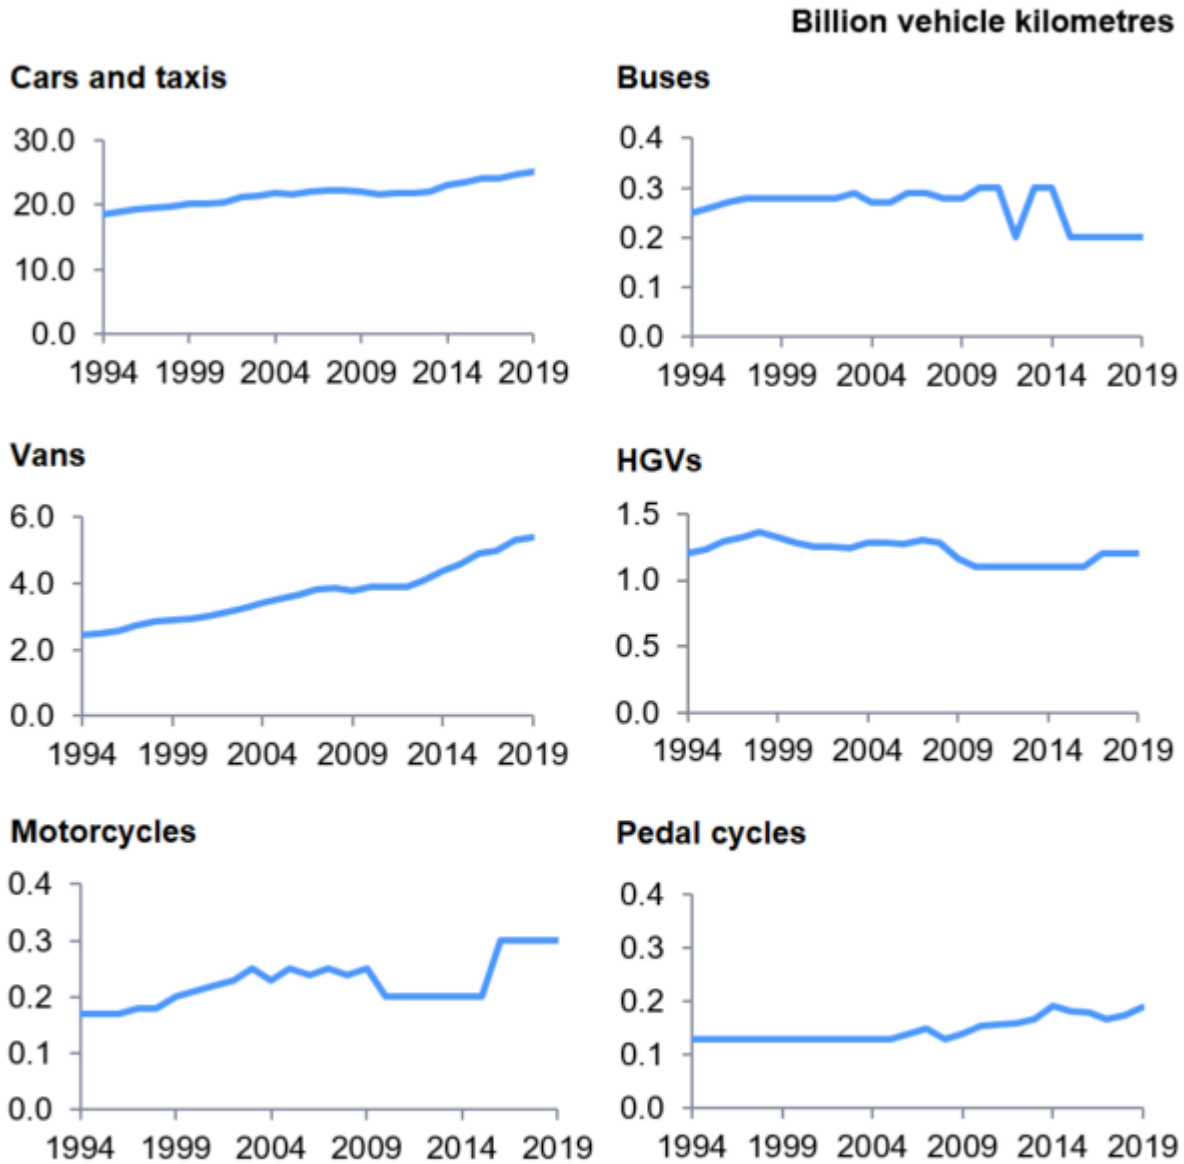 Billion vehicle kilometres
Cars and taxis
30.0
20.0
10.0
0.0
1994 1999 2004 2009 2014 2019
Buses
0.4
0.3
0.2
0.1
0.0
1994 1999 2004 2009 2014 2019
Vans
6.0
4.0
2.0
0.0
1994 1999 2004 2009 2014 2019
HGVs
1.5
1.0
0.5
0.0
1994 1999 2004 2009 2014 2019
Motorcycles
0.4
0.3
0.2
0.1
0.0
1994 1999 2004 2009 2014 2019
Pedal cycles
0.4
0.3
0.2
0.1
0.0
1994 1999 2004 2009 2014 2019